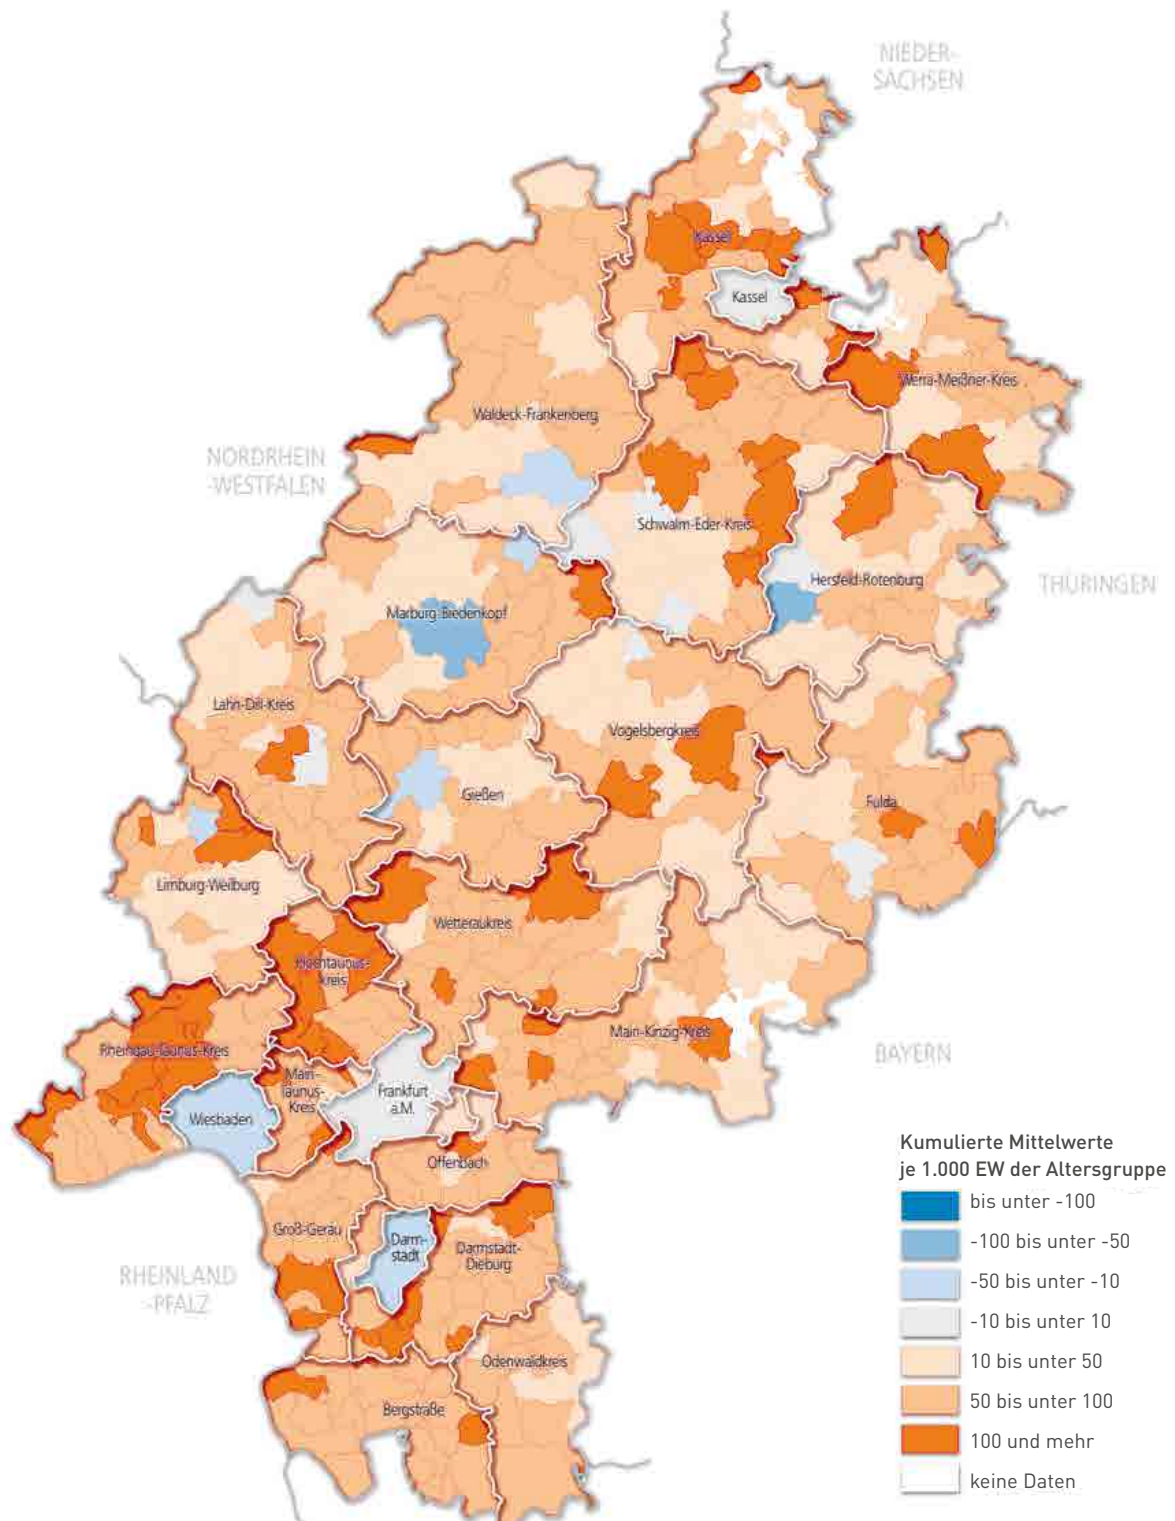 NIEDER-
SACHSEN
Kassel
Kassel
Werra-Meißner-Kreis
Waldeck-Frankenberg
NORDRHEIN
-WESTFALEN
Schwalm-Eder-Kreis
Hersfeld-Rotenburg
THÜRINGEN
Marburg-Biedenkopf
Lahn-Dill-Kreis
Vogelsbergkreis
Gießen
Fulda
Limburg-Weilburg
Wetteraukreis
Hochtaunus-
kreis
Main-Kinzig-Kreis
Rheingau-Taunus-Kreis
BAYERN
Main-
Taunus-
Kreis
Frankfurt
a.M.
Wiesbaden
Offenbach
Groß-Gerau
Darm-
stadt
Darmstadt-
Dieburg
RHEINLAND
-PFALZ
Odenwaldkreis
Bergstraße
Kumulierte Mittelwerte
je 1.000 EW der Altersgruppe
bis unter -100
-100 bis unter -50
-50 bis unter -10
-10 bis unter 10
10 bis unter 50
50 bis unter 100
100 und mehr
keine Daten